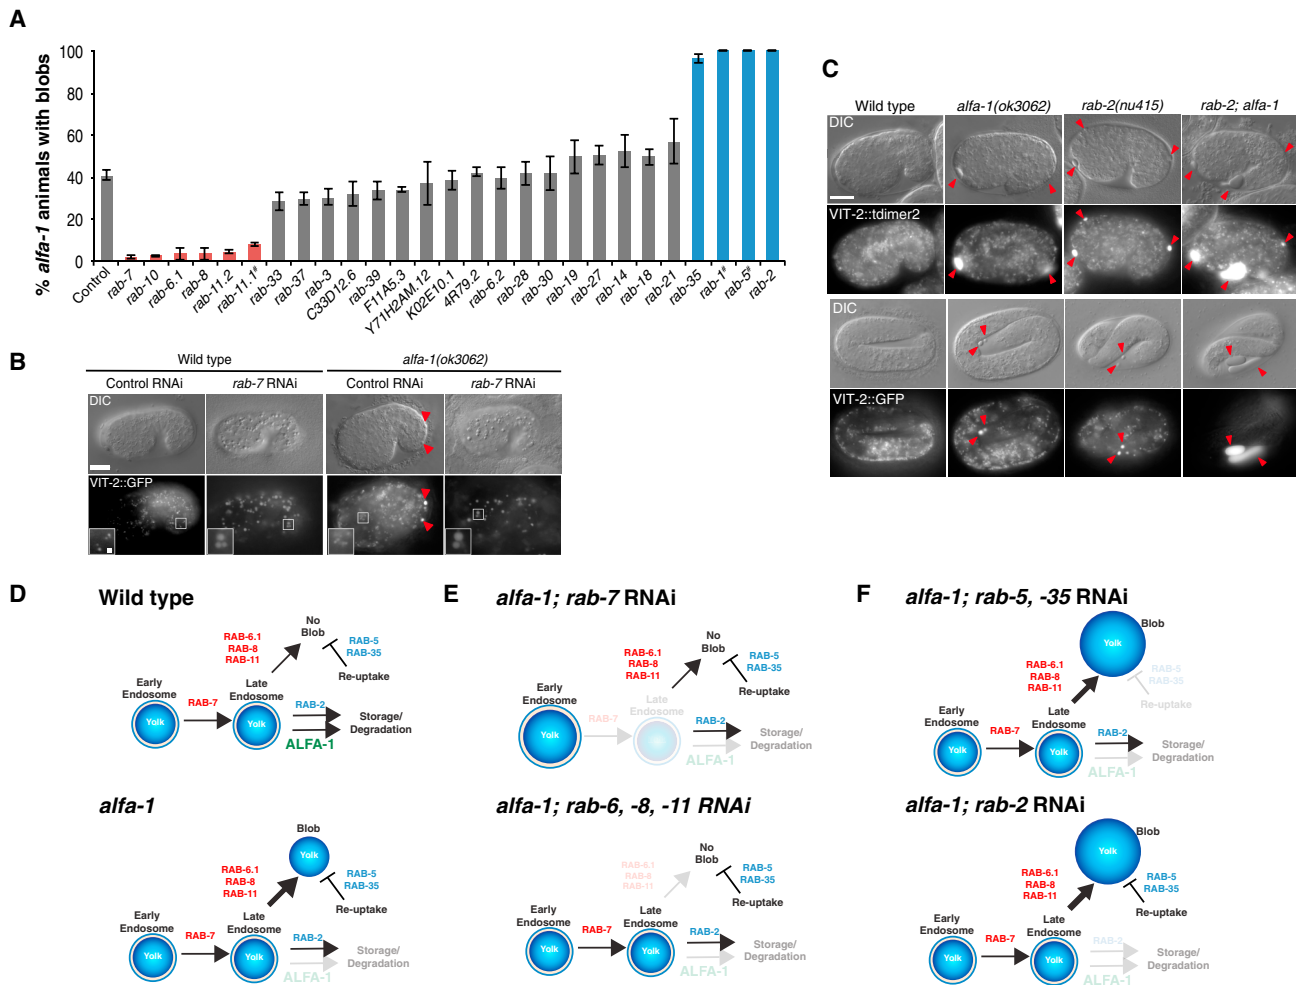 A
% alfa-1 animals with blobs
100
80
60
40
20
0
Control
rab-7
rab-10
rab-6.1
rab-8
rab-11.2
rab-11.1#
rab-33
rab-37
rab-3
C33D12.6
rab-39
F11A5.3
Y71H2AM.12
K02E10.1
4R79.2
rab-6.2
rab-28
rab-30
rab-19
rab-27
rab-14
rab-18
rab-21
rab-35
rab-1#
rab-5#
rab-2
B
Wild type
alfa-1(ok3062)
Control RNAi
rab-7 RNAi
Control RNAi
rab-7 RNAi
DIC
VIT-2::GFP
C
Wild type
alfa-1(ok3062)
rab-2(nu415)
rab-2; alfa-1
DIC
VIT-2::tdimer2
DIC
VIT-2::GFP
D
Wild type
No
Blob
RAB-6.1
RAB-8
RAB-11
RAB-5
RAB-35
Re-uptake
Early
Endosome
Late
Endosome
RAB-7
RAB-2
Yolk
Yolk
Storage/
Degradation
ALFA-1
alfa-1
Blob
Yolk
RAB-6.1
RAB-8
RAB-11
RAB-5
RAB-35
Re-uptake
Early
Endosome
Late
Endosome
RAB-7
RAB-2
Yolk
Yolk
Storage/
Degradation
ALFA-1
E
alfa-1; rab-7 RNAi
No
Blob
RAB-6.1
RAB-8
RAB-11
RAB-5
RAB-35
Re-uptake
Early
Endosome
Late
Endosome
RAB-7
RAB-2
Yolk
Yolk
Storage/
Degradation
ALFA-1
alfa-1; rab-6, -8, -11 RNAi
No
Blob
RAB-6.1
RAB-8
RAB-11
RAB-5
RAB-35
Re-uptake
Early
Endosome
Late
Endosome
RAB-7
RAB-2
Yolk
Yolk
Storage/
Degradation
ALFA-1
F
alfa-1; rab-5, -35 RNAi
Blob
Yolk
RAB-6.1
RAB-8
RAB-11
RAB-5
RAB-35
Re-uptake
Early
Endosome
Late
Endosome
RAB-7
RAB-2
Yolk
Yolk
Storage/
Degradation
ALFA-1
alfa-1; rab-2 RNAi
Blob
Yolk
RAB-6.1
RAB-8
RAB-11
RAB-5
RAB-35
Re-uptake
Early
Endosome
Late
Endosome
RAB-7
RAB-2
Yolk
Yolk
Storage/
Degradation
ALFA-1